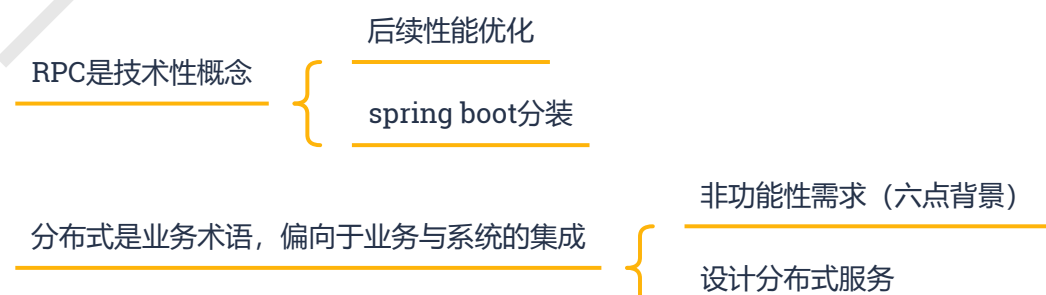 后续性能优化
RPC是技术性概念
spring boot分装
非功能性需求（六点背景）
分布式是业务术语，偏向于业务与系统的集成
设计分布式服务